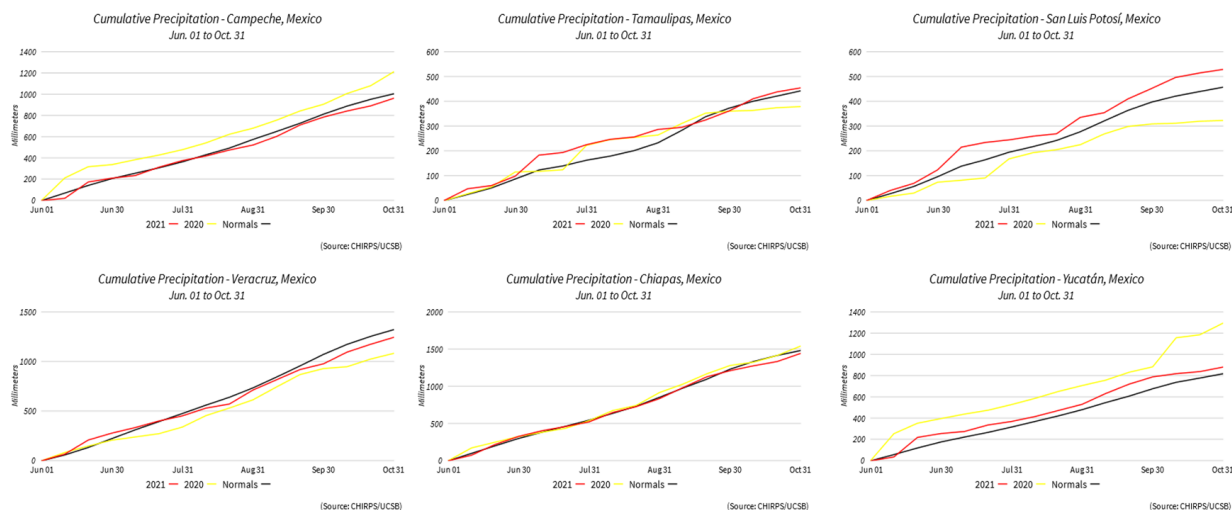 Cumulative Precipitation - Campeche, Mexico
Jun. 01 to Oct. 31
Millimeters
1400
1200
1000
800
600
400
200
0
Jun 01 Jun 30 Jul 31 Aug 31 Sep 30 Oct 31
2021 2020 Normals
(Source: CHIRPS/UCSB)
Cumulative Precipitation - Tamaulipas, Mexico
Jun. 01 to Oct. 31
Millimeters
600
500
400
300
200
100
0
Jun 01 Jun 30 Jul 31 Aug 31 Sep 30 Oct 31
2021 2020 Normals
(Source: CHIRPS/UCSB)
Cumulative Precipitation - San Luis Potosí, Mexico
Jun. 01 to Oct. 31
Millimeters
600
500
400
300
200
100
0
Jun 01 Jun 30 Jul 31 Aug 31 Sep 30 Oct 31
2021 2020 Normals
(Source: CHIRPS/UCSB)
Cumulative Precipitation - Veracruz, Mexico
Jun. 01 to Oct. 31
Millimeters
1500
1000
500
0
Jun 01 Jun 30 Jul 31 Aug 31 Sep 30 Oct 31
2021 2020 Normals
(Source: CHIRPS/UCSB)
Cumulative Precipitation - Chiapas, Mexico
Jun. 01 to Oct. 31
Millimeters
2000
1500
1000
500
0
Jun 01 Jun 30 Jul 31 Aug 31 Sep 30 Oct 31
2021 2020 Normals
(Source: CHIRPS/UCSB)
Cumulative Precipitation - Yucatán, Mexico
Jun. 01 to Oct. 31
Millimeters
1400
1200
1000
800
600
400
200
0
Jun 01 Jun 30 Jul 31 Aug 31 Sep 30 Oct 31
2021 2020 Normals
(Source: CHIRPS/UCSB)